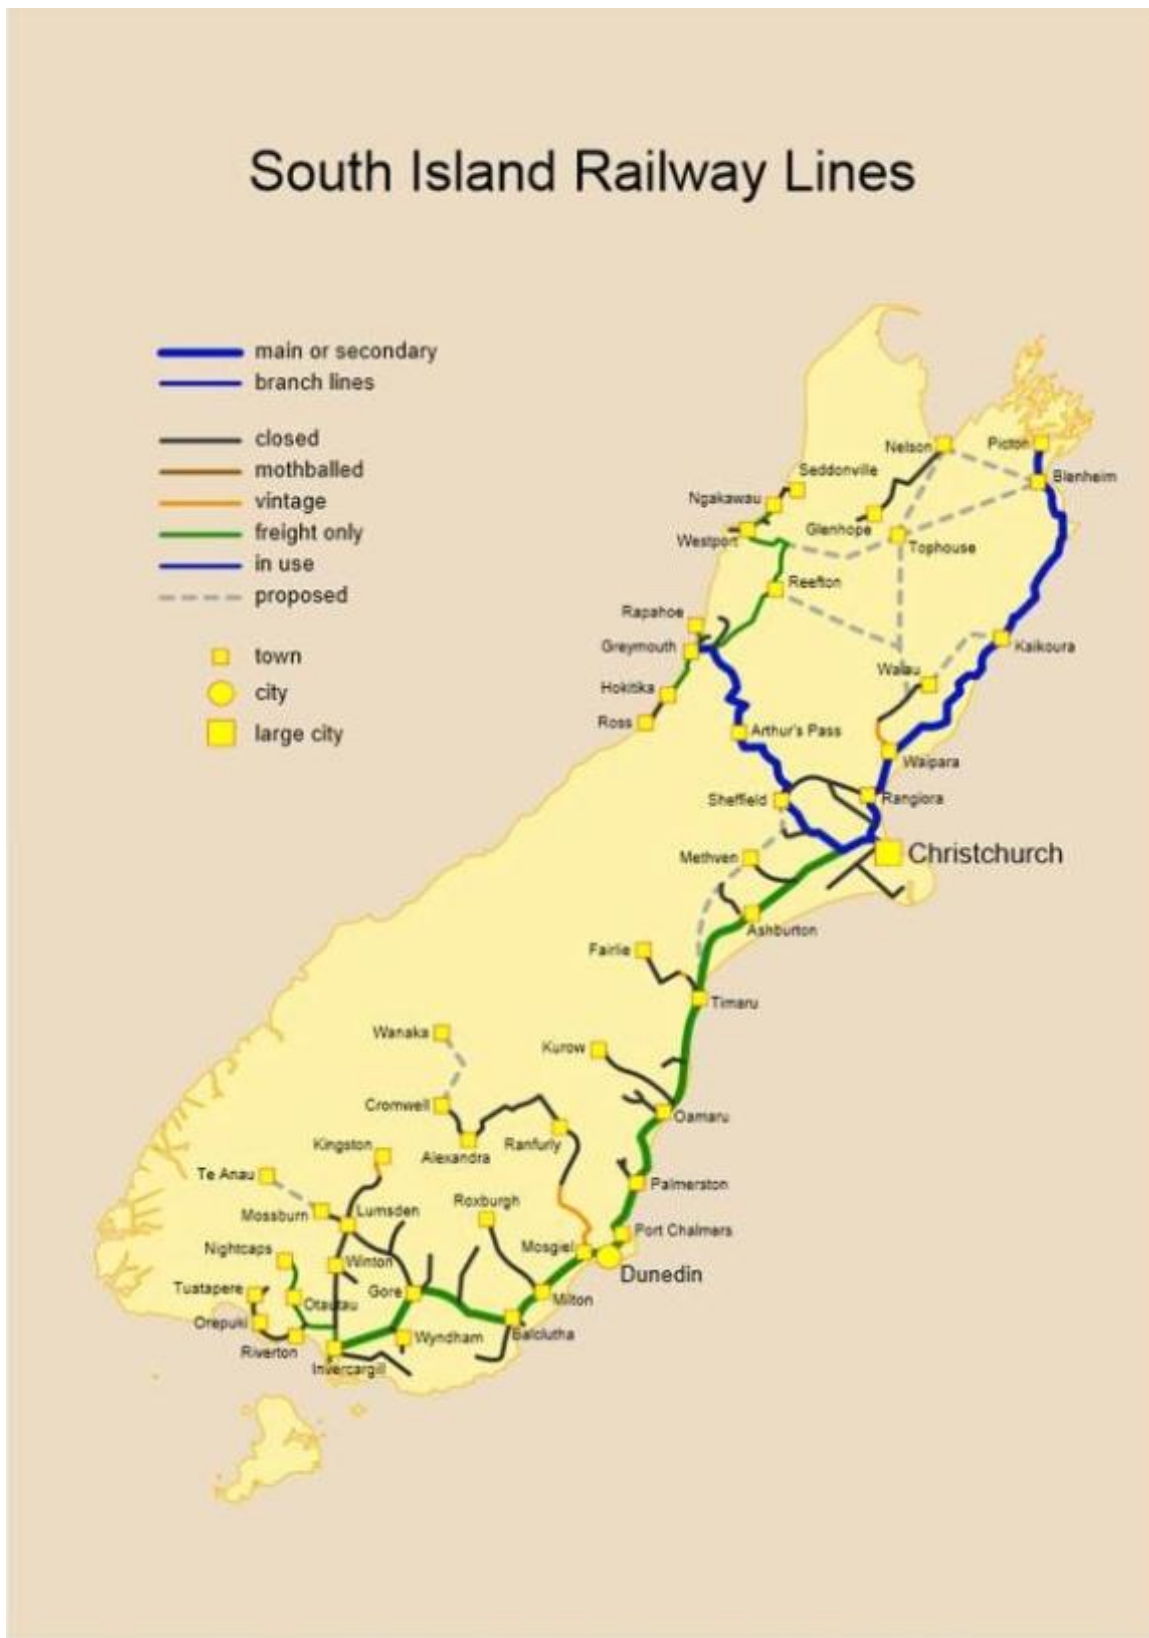 South Island Railway Lines
main or secondary
branch lines
closed
mothballed
vintage
freight only
in use
proposed
town
city
large city
Nelson
Picton
Blenheim
Seddonville
Ngakawau
Glenhope
Westport
Tophouse
Reefton
Rapahoe
Greymouth
Kaikoura
Waiau
Hokitika
Ross
Arthur's Pass
Waipara
Sheffield
Rangiora
Methven
Christchurch
Ashburton
Fairlie
Timaru
Wanaka
Kurow
Cromwell
Oamaru
Kingston
Alexandra
Ranfurly
Te Anau
Palmerston
Mossburn
Lumsden
Roxburgh
Port Chalmers
Nightcaps
Winton
Mosgiel
Dunedin
Tuatapere
Otautau
Gore
Milton
Orepuki
Riverton
Wyndham
Balclutha
Invercargill